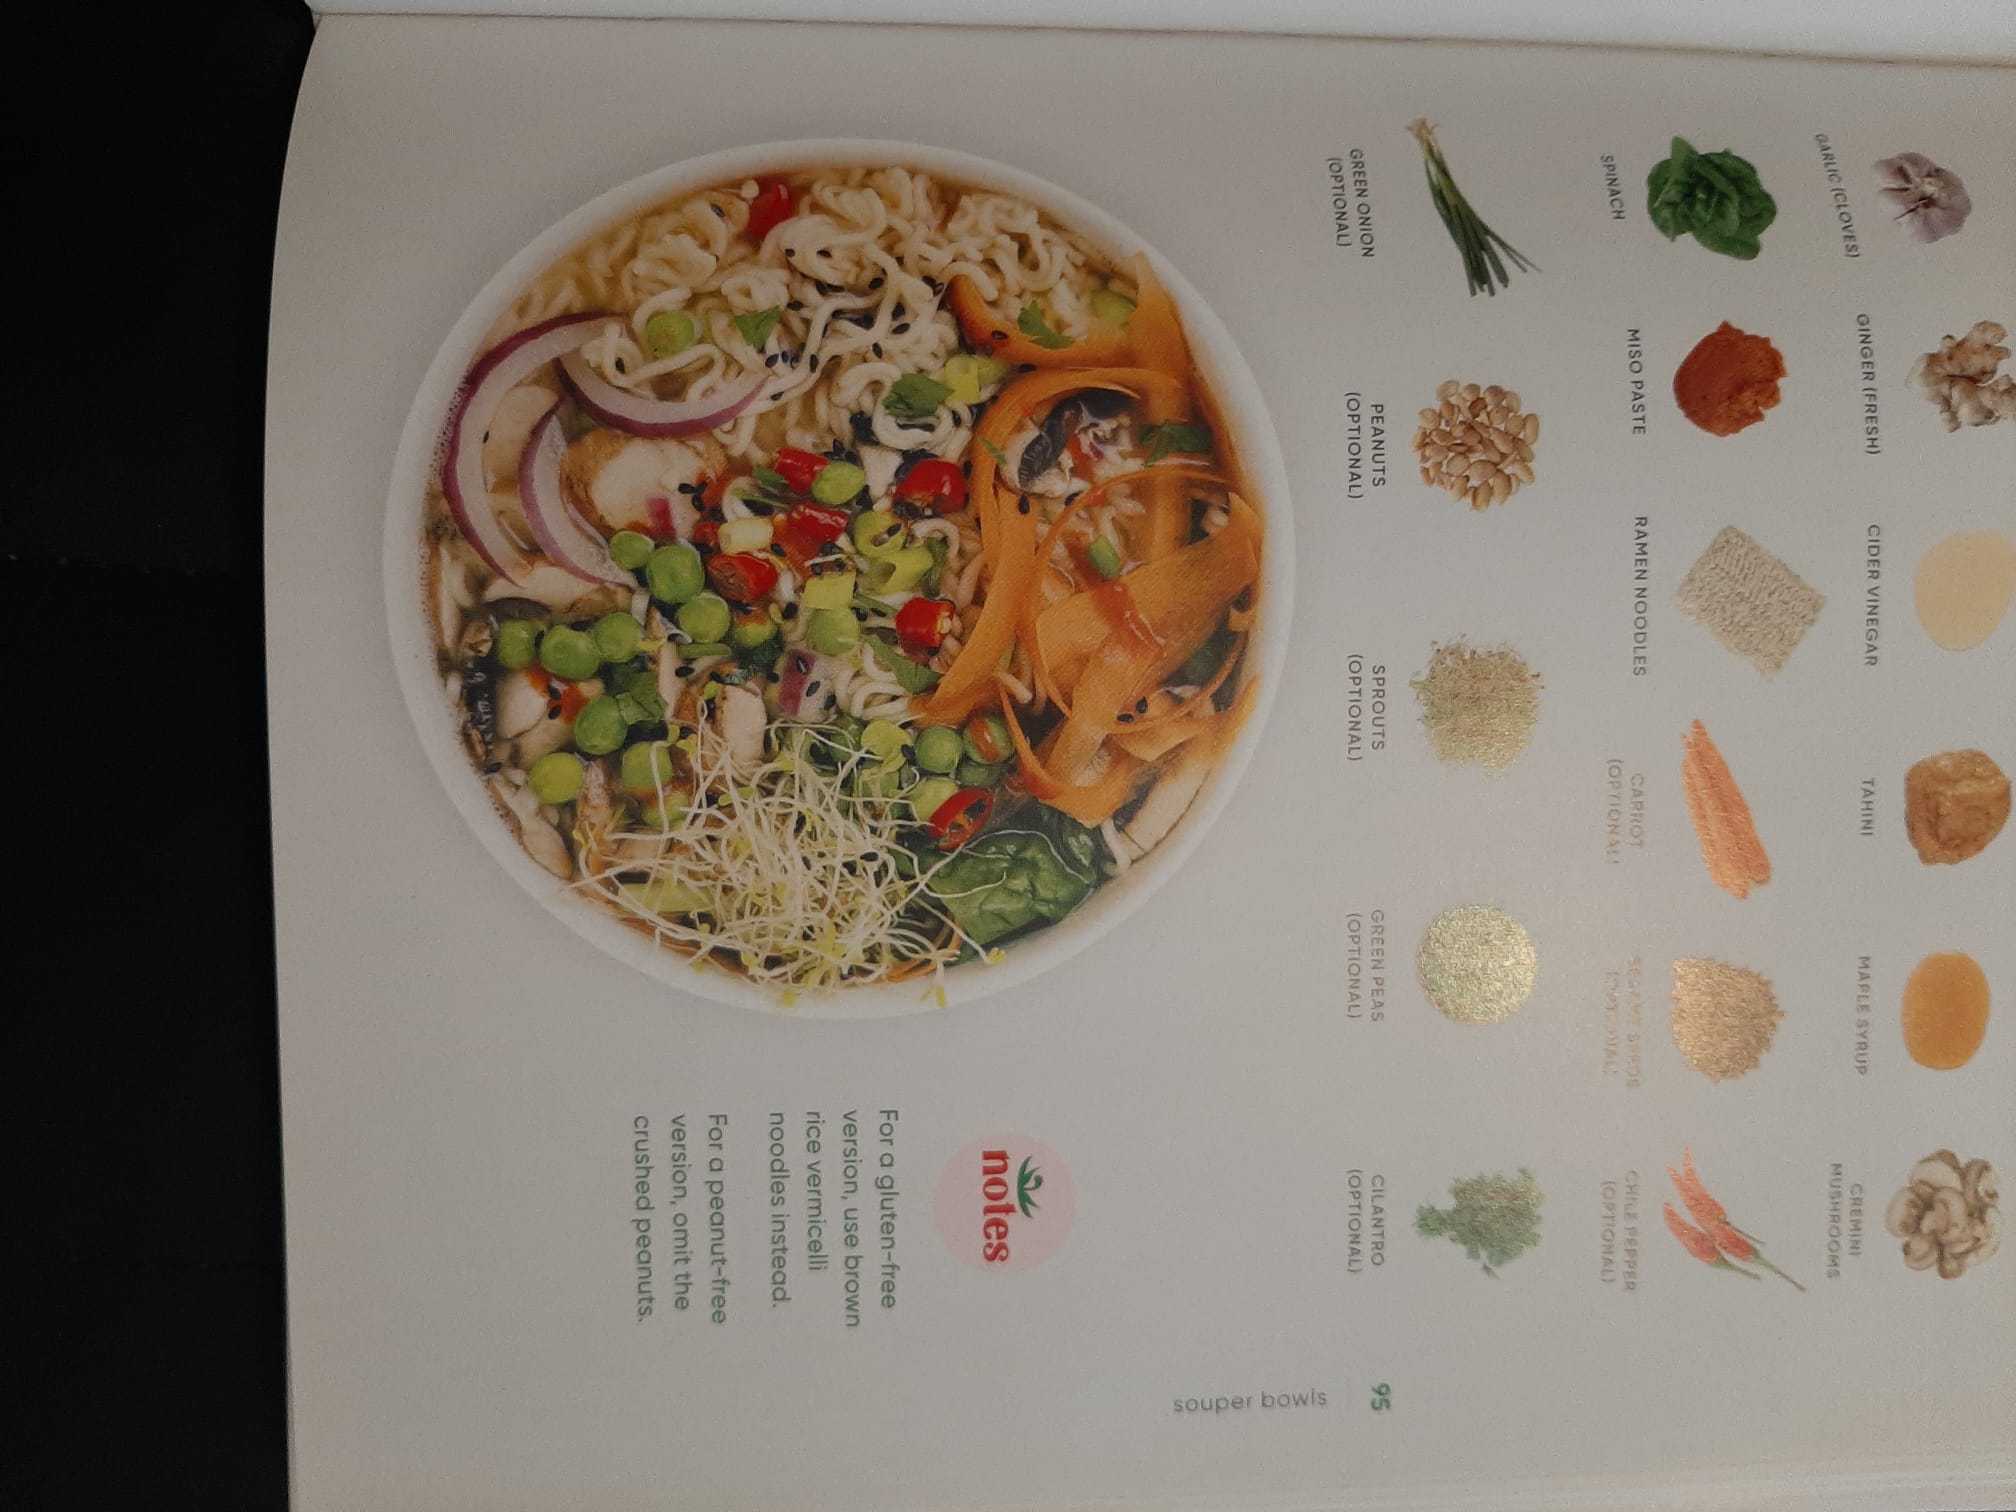 GARLIC (CLOVES)
GINGER (FRESH)
CIDER VINEGAR
TAHINI
MAPLE SYRUP
CREMINI
MUSHROOMS
SPINACH
MISO PASTE
RAMEN NOODLES
CARROT
(OPTIONAL)
SESAME SEEDS
(OPTIONAL)
CHILE PEPPER
(OPTIONAL)
GREEN ONION
(OPTIONAL)
PEANUTS
(OPTIONAL)
SPROUTS
(OPTIONAL)
GREEN PEAS
(OPTIONAL)
CILANTRO
(OPTIONAL)
95
souper bowls
notes
For a gluten-free
version, use brown
rice vermicelli
noodles instead.
For a peanut-free
version, omit the
crushed peanuts.